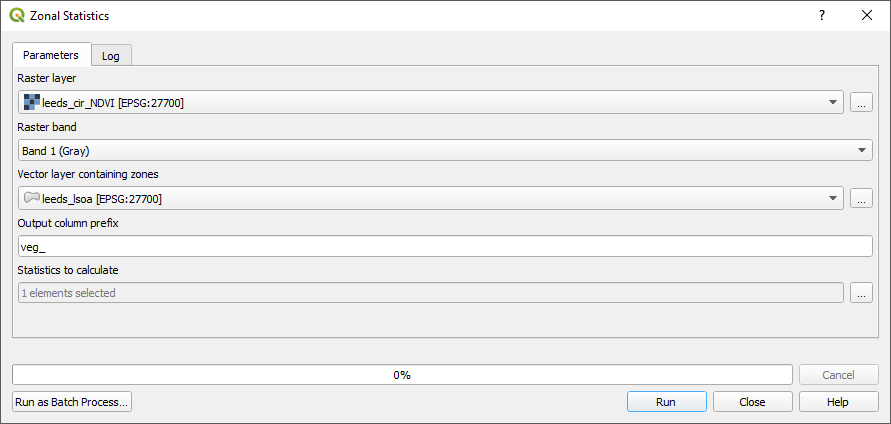 Zonal Statistics
Parameters
Log
Raster layer
leeds_cir_NDVI [EPSG:27700]
...
Raster band
Band 1 (Gray)
Vector layer containing zones
leeds_lsoa [EPSG:27700]
...
Output column prefix
veg_
Statistics to calculate
1 elements selected
...
0%
Cancel
Run as Batch Process...
Run
Close
Help